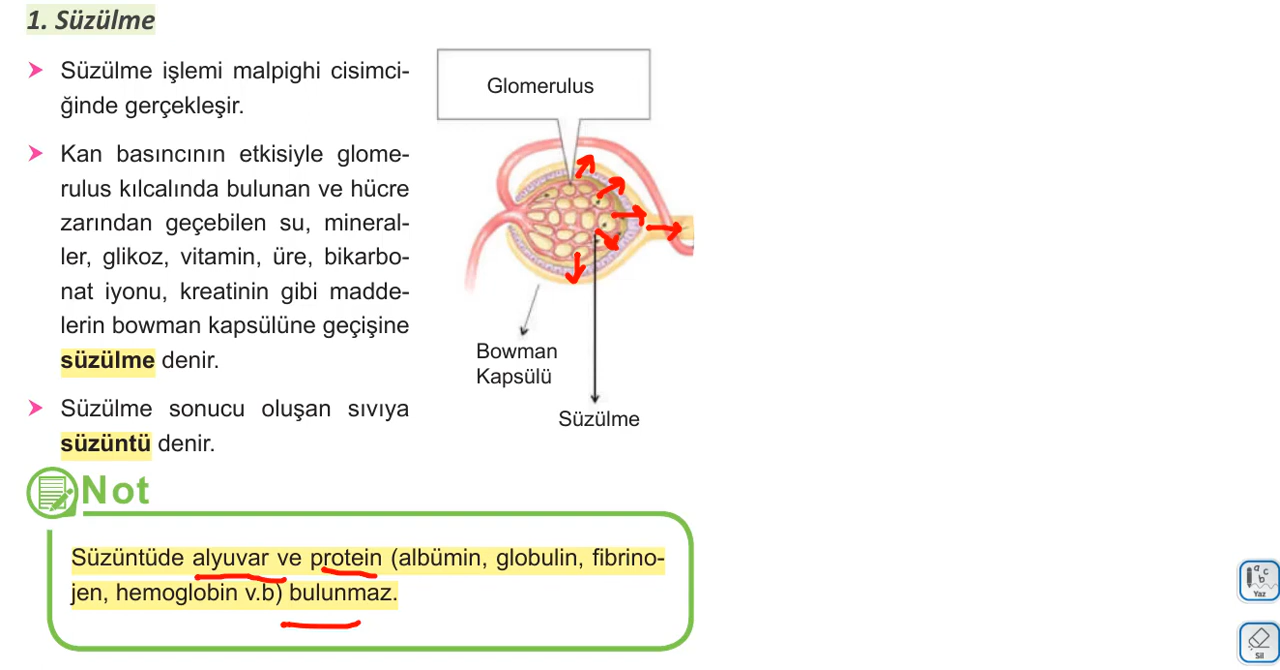 1. Süzülme
Süzülme işlemi malpighi cisimci-
ğinde gerçekleşir.
Kan basıncının etkisiyle glome-
rulus kılcalında bulunan ve hücre
zarından geçebilen su, mineral-
ler, glikoz, vitamin, üre, bikarbo-
nat iyonu, kreatinin gibi madde-
lerin bowman kapsülüne geçişine
süzülme denir.
Süzülme sonucu oluşan sıvıya
süzüntü denir.
Glomerulus
Bowman
Kapsülü
Süzülme
Not
Süzüntüde alyuvar ve protein (albümin, globulin, fibrino-
jen, hemoglobin v.b) bulunmaz.
a b c
Yaz
Sil